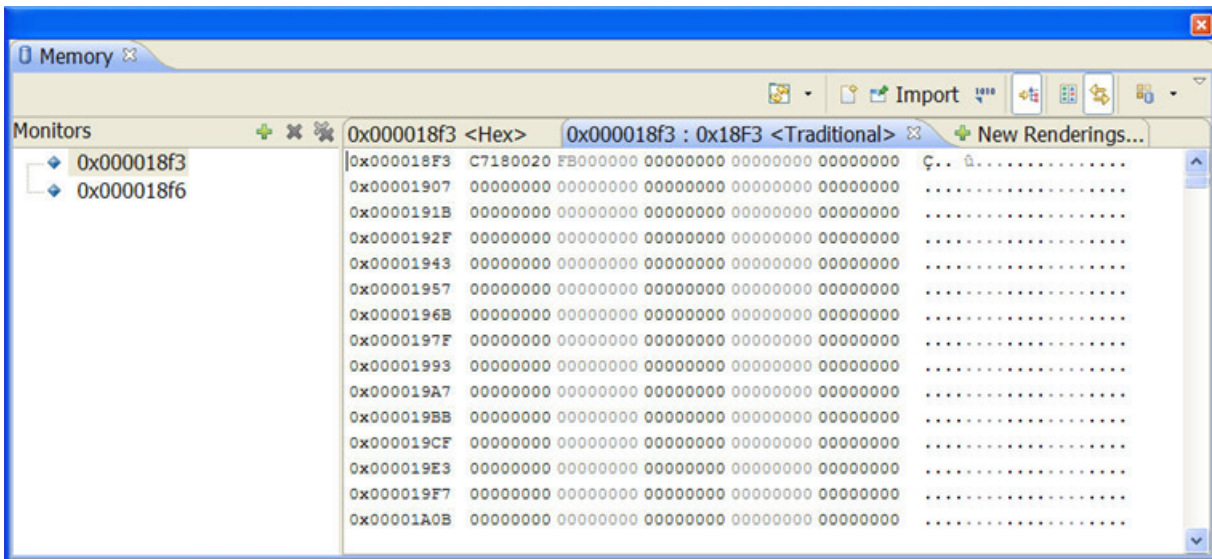 Memory
Import
Monitors
0x000018f3 <Hex> 0x000018f3 : 0x18F3 <Traditional> New Renderings...
0x000018f3
0x000018f6
0x000018F3 C7180020 FB000000 00000000 00000000 00000000 Ç.. û...............
0x00001907 00000000 00000000 00000000 00000000 00000000 ....................
0x0000191B 00000000 00000000 00000000 00000000 00000000 ....................
0x0000192F 00000000 00000000 00000000 00000000 00000000 ....................
0x00001943 00000000 00000000 00000000 00000000 00000000 ....................
0x00001957 00000000 00000000 00000000 00000000 00000000 ....................
0x0000196B 00000000 00000000 00000000 00000000 00000000 ....................
0x0000197F 00000000 00000000 00000000 00000000 00000000 ....................
0x00001993 00000000 00000000 00000000 00000000 00000000 ....................
0x000019A7 00000000 00000000 00000000 00000000 00000000 ....................
0x000019BB 00000000 00000000 00000000 00000000 00000000 ....................
0x000019CF 00000000 00000000 00000000 00000000 00000000 ....................
0x000019E3 00000000 00000000 00000000 00000000 00000000 ....................
0x000019F7 00000000 00000000 00000000 00000000 00000000 ....................
0x00001A0B 00000000 00000000 00000000 00000000 00000000 ....................